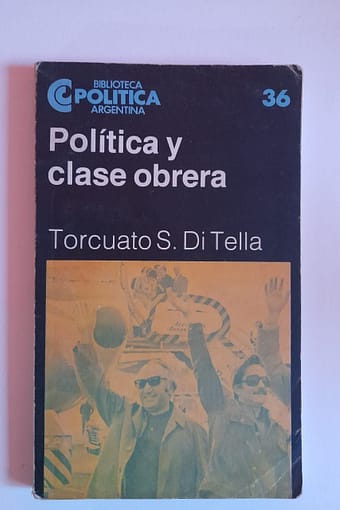 BIBLIOTECA
POLITICA
ARGENTINA
36
Política y
clase obrera
Torcuato S. Di Tella